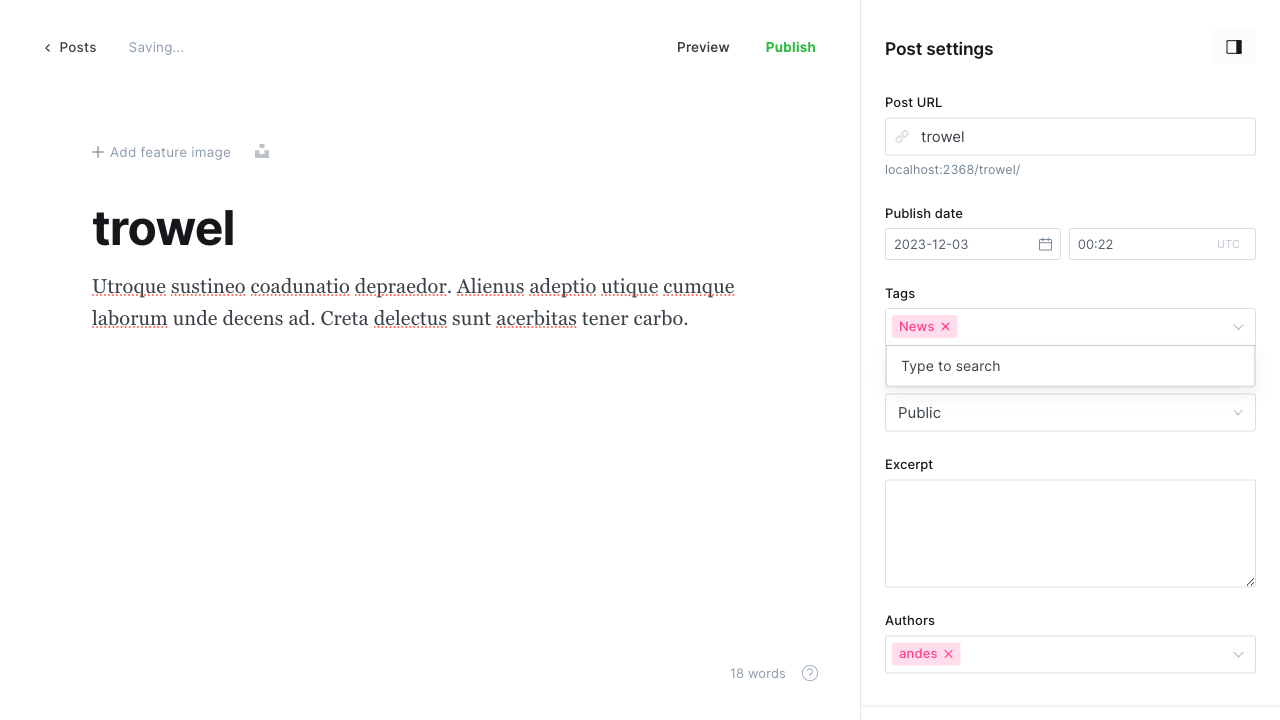 Posts
Saving...
Preview
Publish
Post settings
Post URL
trowel
localhost:2368/trowel/
Publish date
2023-12-03
00:22
UTC
Tags
News
Type to search
Public
Excerpt
Authors
andes
Add feature image
trowel
Utroque sustineo coadunatio depraedor. Alienus adeptio utique cumque
laborum unde decens ad. Creta delectus sunt acerbitas tener carbo.
18 words